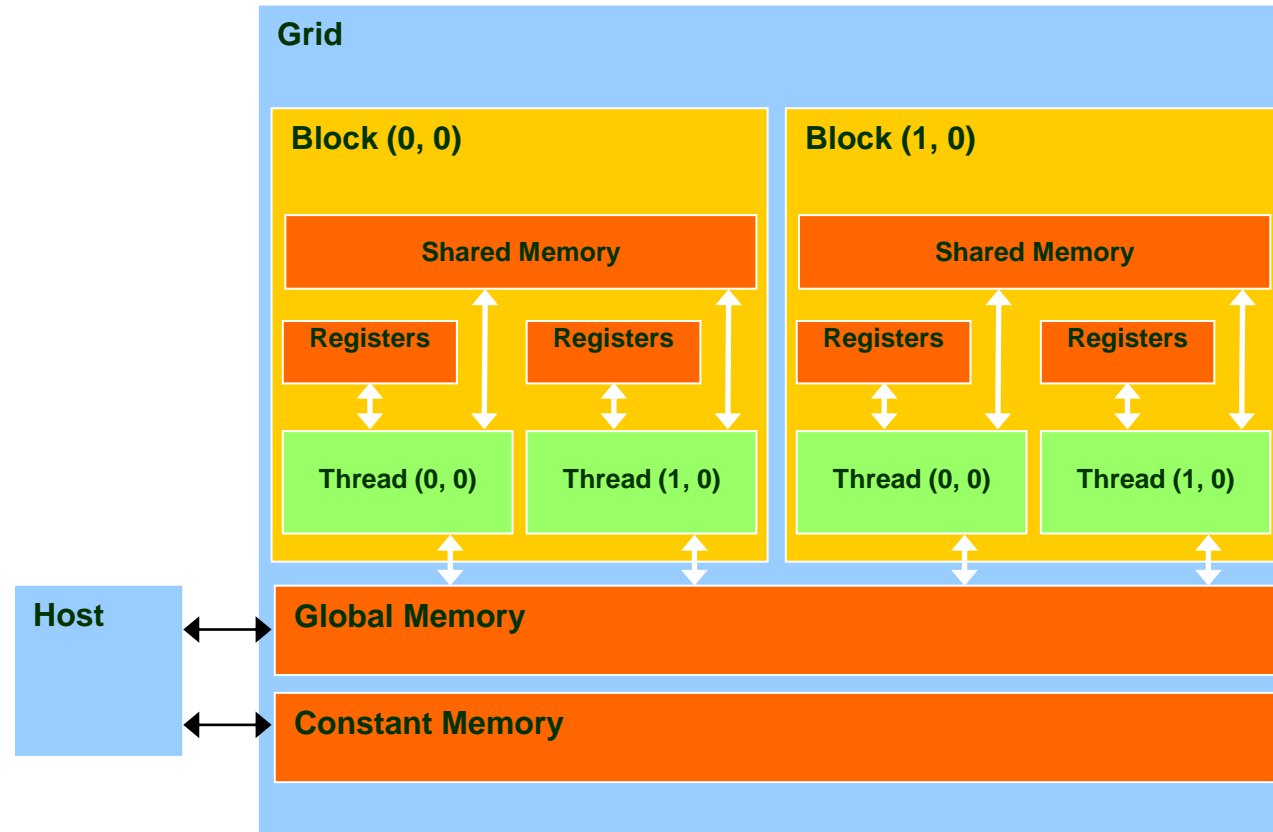 Grid
Block (0, 0)
Block (1, 0)
Shared Memory
Shared Memory
Registers
Registers
Registers
Registers
Thread (0, 0)
Thread (1, 0)
Thread (0, 0)
Thread (1, 0)
Host
Global Memory
Constant Memory